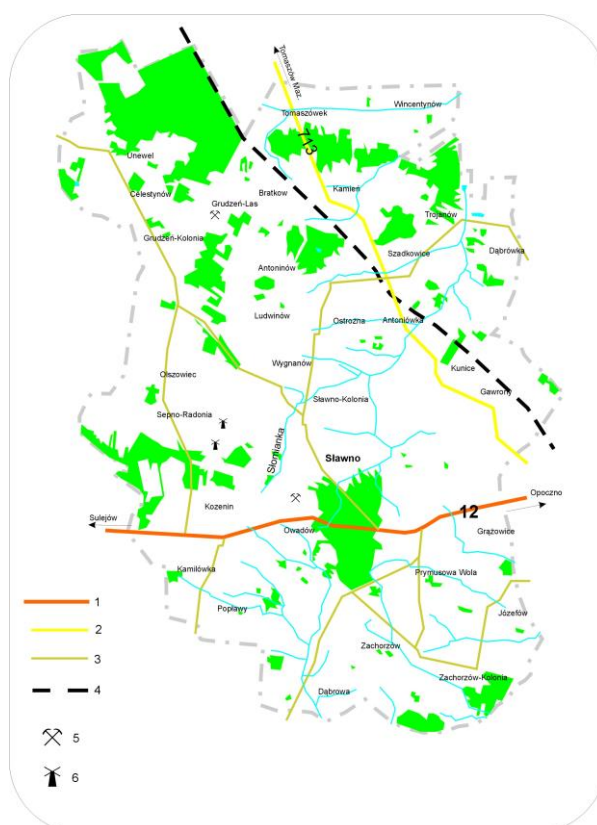 Tomaszów Maz.
Wincentynów
Tomaszówek
713
Unewel
Celestynów
Bratkow
Kamień
Grudzeń-Las
Trojanów
Grudzeń-Kolonia
Szadkowice
Dąbrówka
Antoninów
Ludwinów
Ostrożna
Antoniówka
Wygnanów
Kunice
Olszowiec
Gawrony
Sławno-Kolonia
Sepno-Radonia
Słomianka
Sławno
Opoczno
Kozenin
12
Sulejów
Owadów
Grążowice
Kamilówka
Prymusowa Wola
Popławy
Józefów
Zachorzów
Zachorzów-Kolonia
Dąbrowa
1
2
3
4
5
6